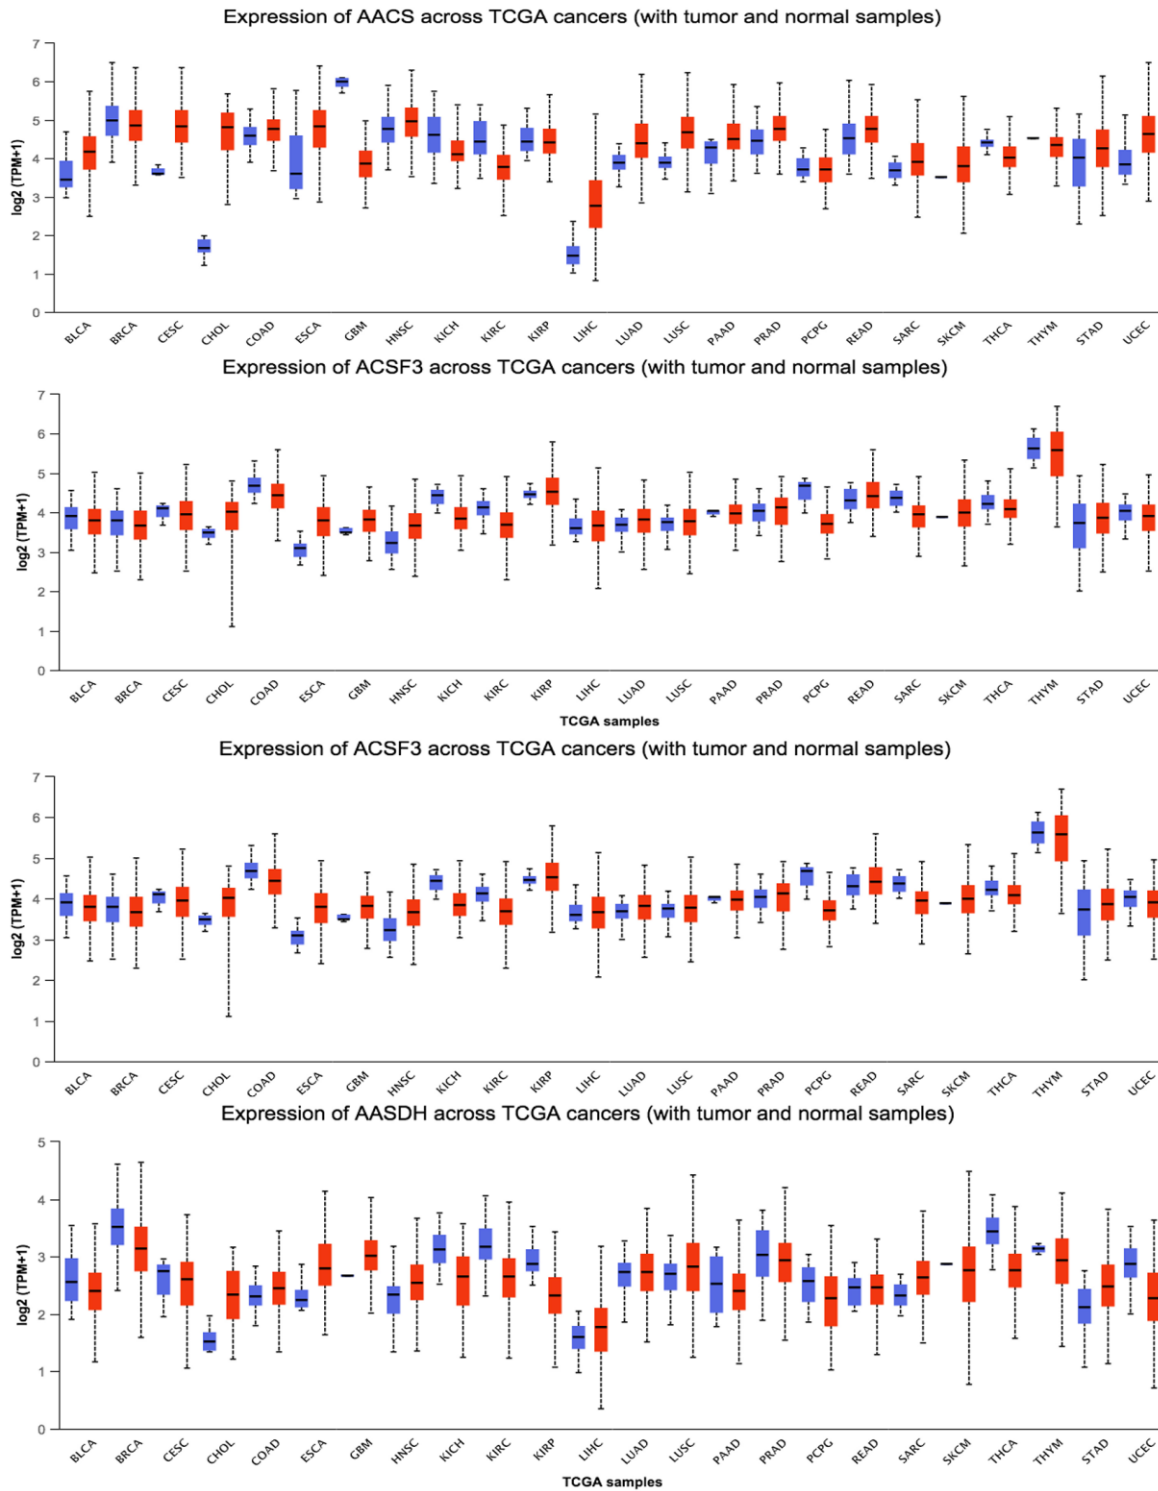 Expression of AACS across TCGA cancers (with tumor and normal samples)
7
6
5
4
3
2
1
0
log2 (TPM+1)
BLCA BRCA CESC CHOL COAD ESCA GBM HNSC KICH KIRC KIRP LIHC LUAD LUSC PAAD PRAD PCPG READ SARC SKCM THCA THYM STAD UCEC
Expression of ACSF3 across TCGA cancers (with tumor and normal samples)
7
6
5
4
3
2
1
0
log2 (TPM+1)
BLCA BRCA CESC CHOL COAD ESCA GBM HNSC KICH KIRC KIRP LIHC LUAD LUSC PAAD PRAD PCPG READ SARC SKCM THCA THYM STAD UCEC
TCGA samples
Expression of ACSF3 across TCGA cancers (with tumor and normal samples)
7
6
5
4
3
2
1
0
log2 (TPM+1)
BLCA BRCA CESC CHOL COAD ESCA GBM HNSC KICH KIRC KIRP LIHC LUAD LUSC PAAD PRAD PCPG READ SARC SKCM THCA THYM STAD UCEC
Expression of AASDH across TCGA cancers (with tumor and normal samples)
5
4
3
2
1
0
log2 (TPM+1)
BLCA BRCA CESC CHOL COAD ESCA GBM HNSC KICH KIRC KIRP LIHC LUAD LUSC PAAD PRAD PCPG READ SARC SKCM THCA THYM STAD UCEC
TCGA samples